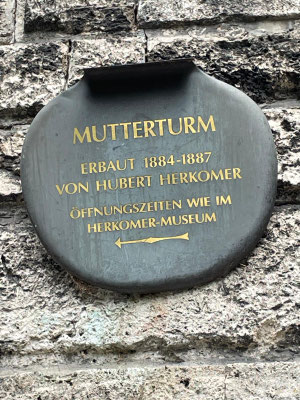 MUTTERTURM
ERBAUT 1884-1887
VON HUBERT HERKOMER
ÖFFNUNGSZEITEN WIE IM
HERKOMER-MUSEUM